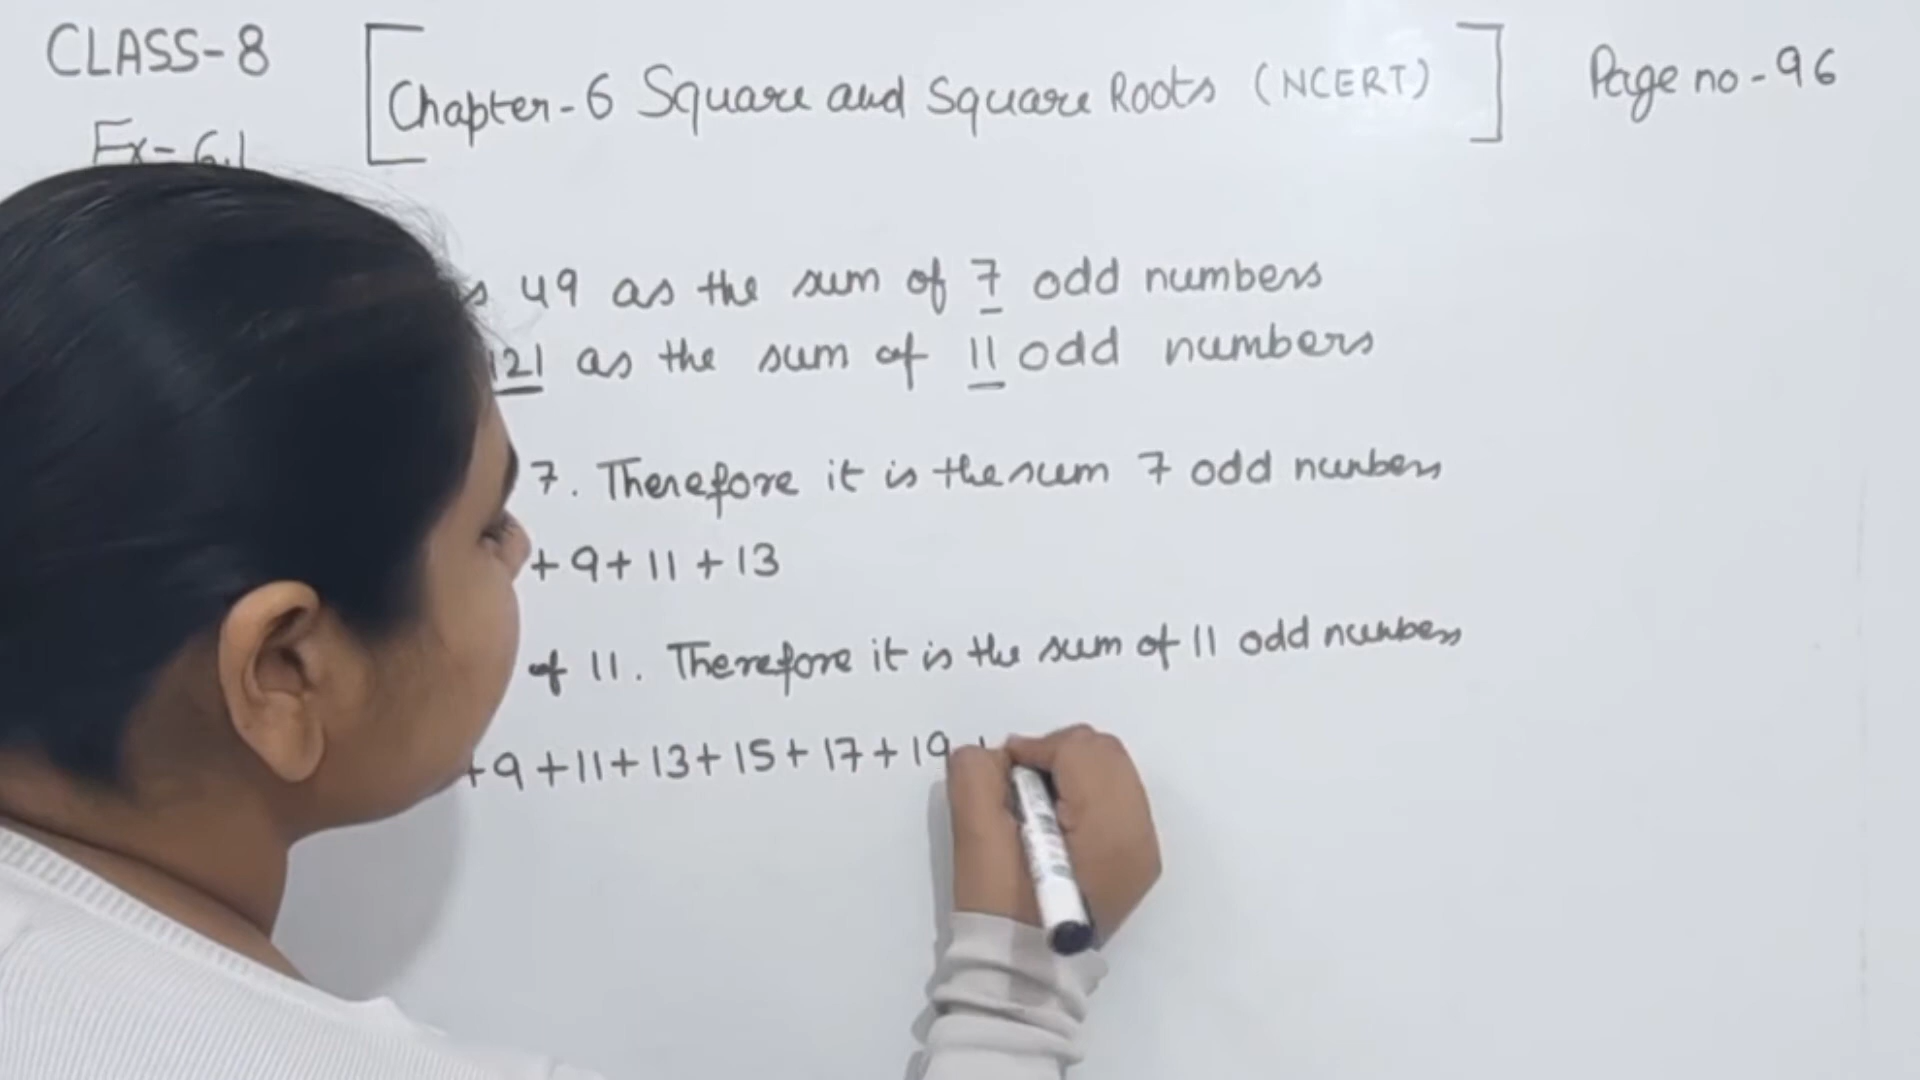 CLASS-8
Chapter-6 Square and Square Roots (NCERT)
Page no-96
Ex-6.1
49 as the sum of 7 odd numbers
121 as the sum of 11 odd numbers
7. Therefore it is the sum 7 odd numbers
+9+11+13
of 11. Therefore it is the sum of 11 odd numbers
+9+11+13+15+17+19+